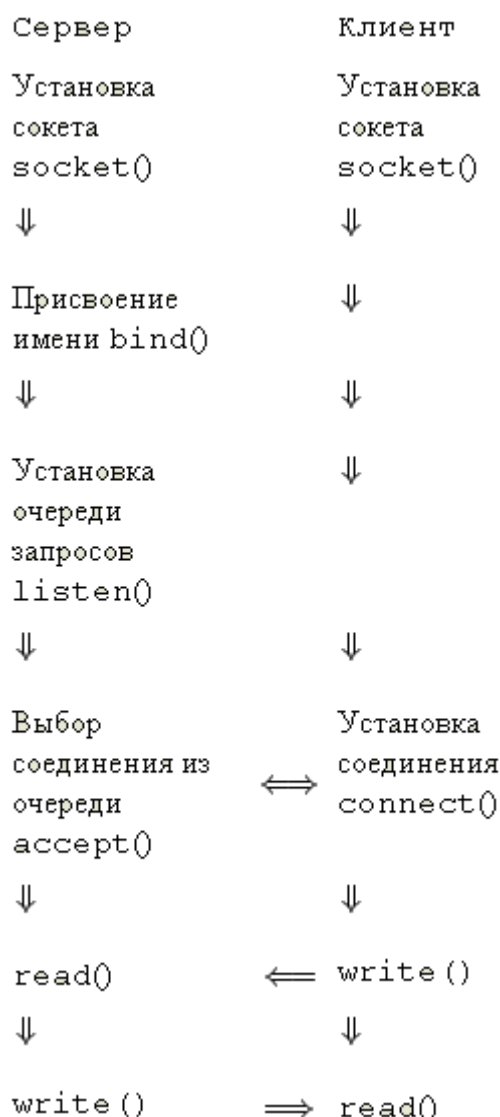 Сервер Клиент
Установка Установка
сокета сокета
socket() socket()
⇓ ⇓
Присвоение ⇓
имени bind()
⇓ ⇓
Установка ⇓
очереди
запросов
listen()
⇓ ⇓
Выбор Установка
соединения из ⟺ соединения
очереди connect()
accept()
⇓ ⇓
read() ⟸ write()
⇓ ⇓
write() ⟹ read()